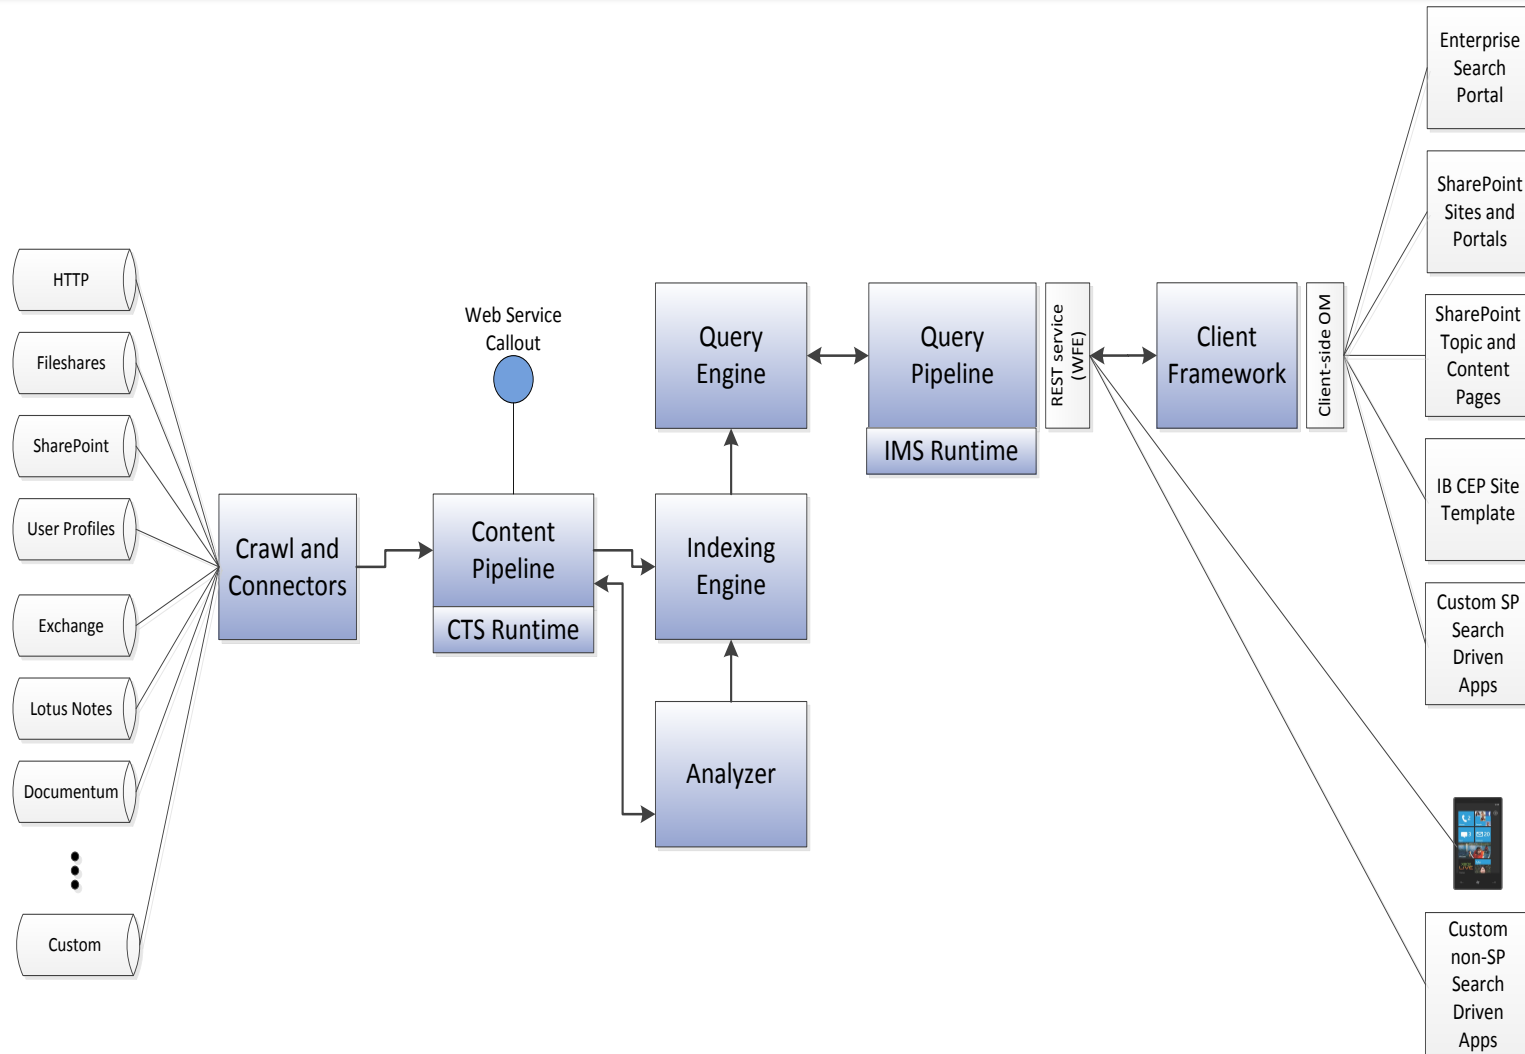 HTTP
Fileshares
SharePoint
User Profiles
Exchange
Lotus Notes
Documentum
Custom
Crawl and
Connectors
Web Service
Callout
Content
Pipeline
CTS Runtime
Query
Engine
Indexing
Engine
Analyzer
Query
Pipeline
IMS Runtime
REST service
(WFE)
Client
Framework
Client-side OM
Enterprise
Search
Portal
SharePoint
Sites and
Portals
SharePoint
Topic and
Content
Pages
IB CEP Site
Template
Custom SP
Search
Driven
Apps
Custom
non-SP
Search
Driven
Apps